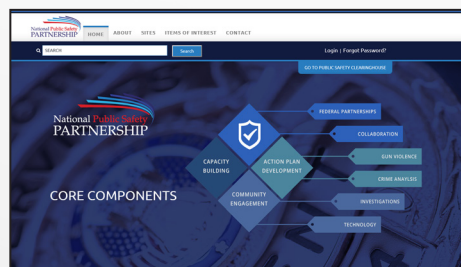 National Public Safety
PARTNERSHIP
HOME
ABOUT
SITES
ITEMS OF INTEREST
CONTACT
SEARCH
Search
Login | Forgot Password?
GO TO PUBLIC SAFETY CLEARINGHOUSE
National Public Safety
PARTNERSHIP
CORE COMPONENTS
CAPACITY
BUILDING
ACTION PLAN
DEVELOPMENT
COMMUNITY
ENGAGEMENT
FEDERAL PARTNERSHIPS
COLLABORATION
GUN VIOLENCE
CRIME ANALYSIS
INVESTIGATIONS
TECHNOLOGY